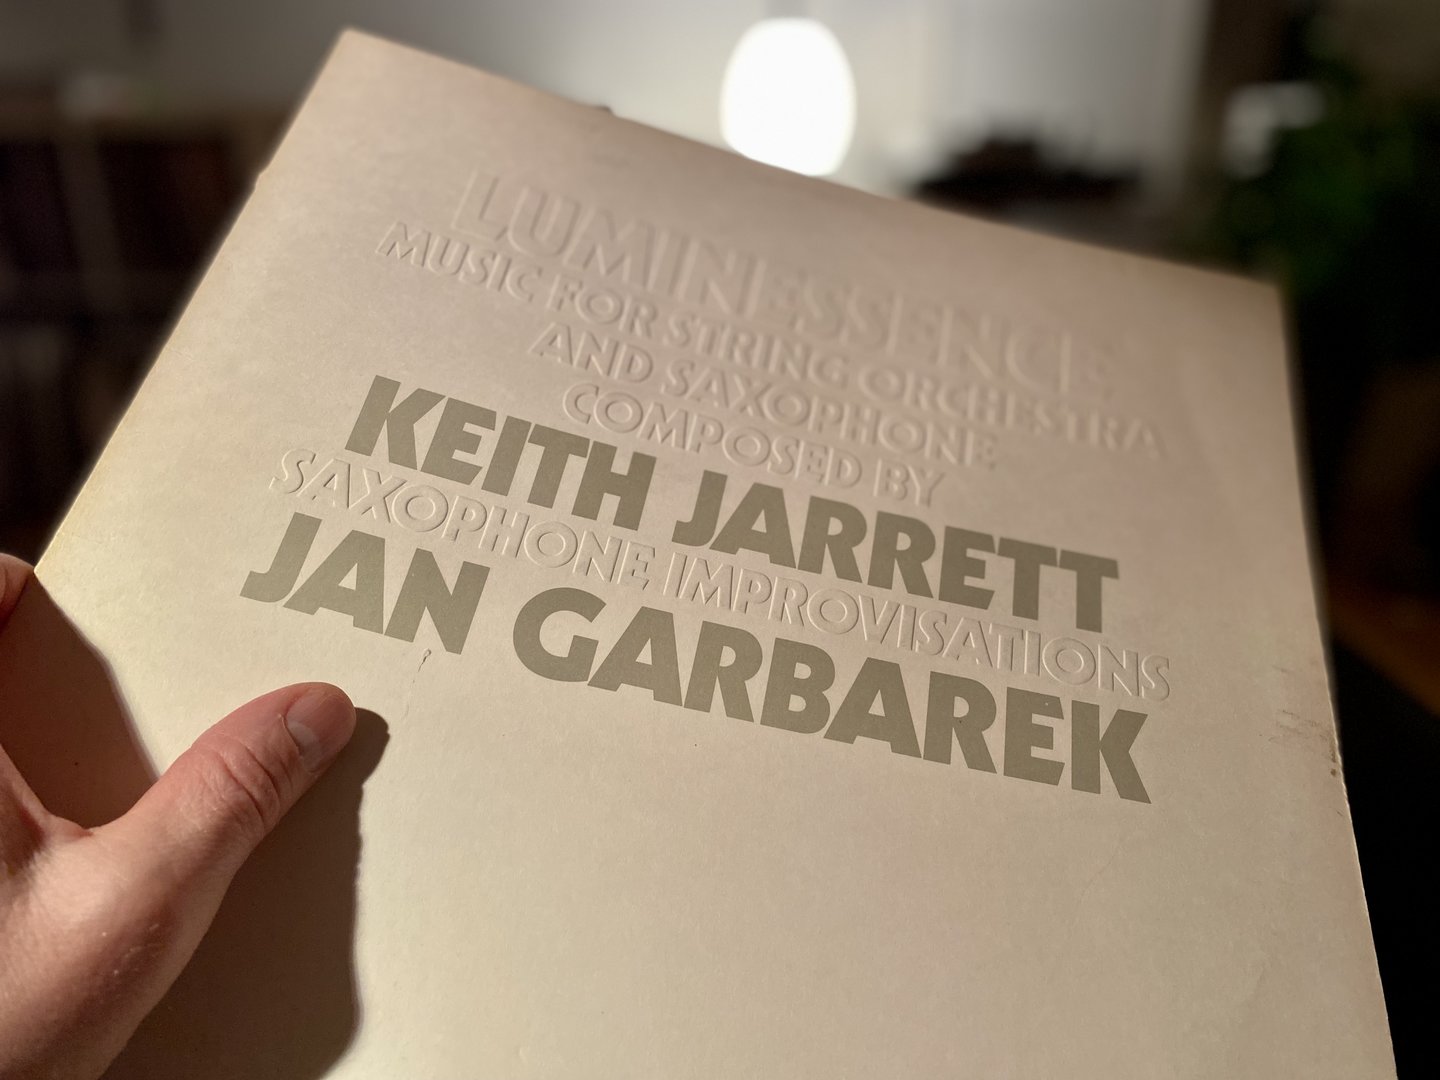 LUMINESSENCE
MUSIC FOR STRING ORCHESTRA
AND SAXOPHONE
COMPOSED BY
KEITH JARRETT
SAXOPHONE IMPROVISATIONS
JAN GARBAREK